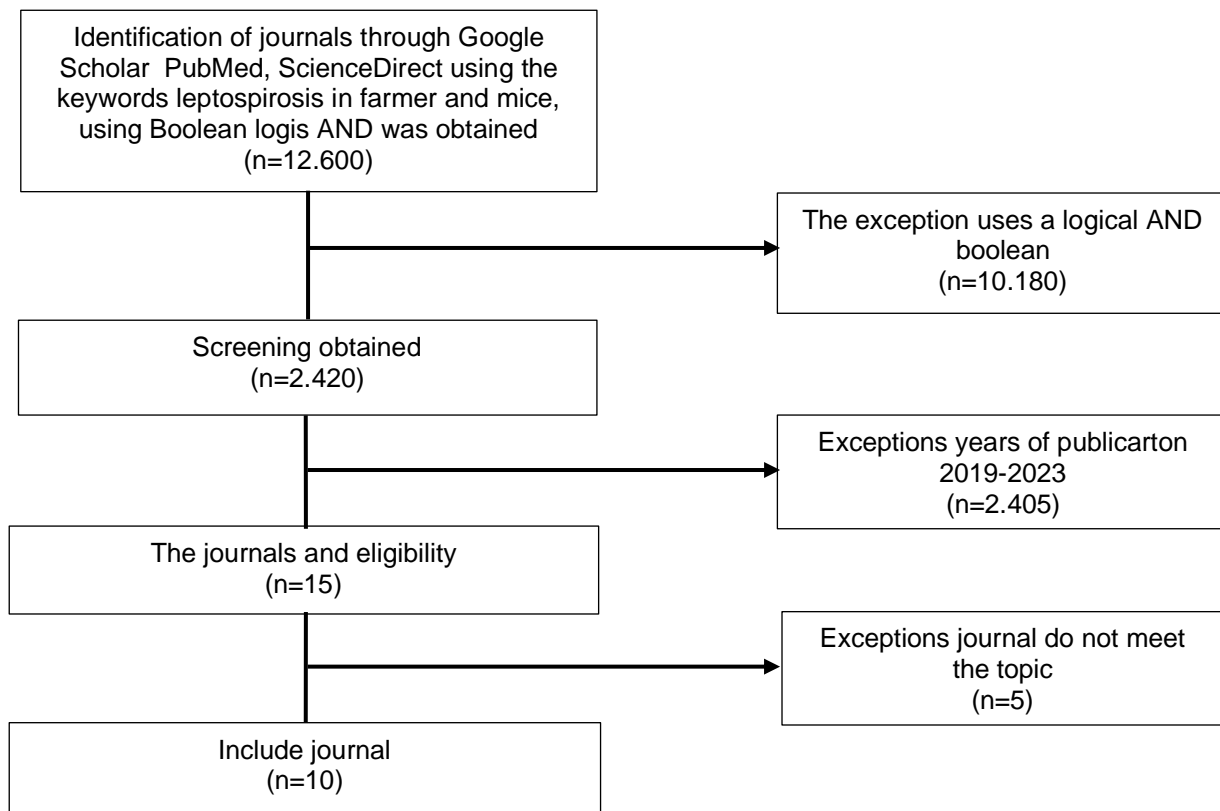 Identification of journals through Google
Scholar PubMed, ScienceDirect using the
keywords leptospirosis in farmer and mice,
using Boolean logis AND was obtained
(n=12.600)
The exception uses a logical AND
boolean
(n=10.180)
Screening obtained
(n=2.420)
Exceptions years of publicarton
2019-2023
(n=2.405)
The journals and eligibility
(n=15)
Exceptions journal do not meet
the topic
(n=5)
Include journal
(n=10)